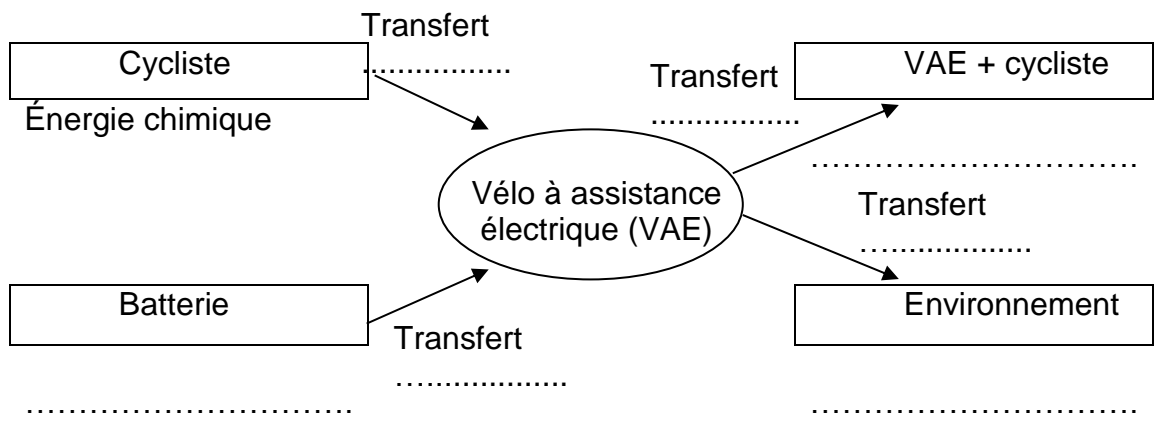 Transfert
Cycliste
……………..
Énergie chimique
Transfert
……………..
VAE + cycliste
………………………….
Vélo à assistance
électrique (VAE)
Transfert
………………..
Batterie
Transfert
………………..
………………………….
Environnement
………………………….